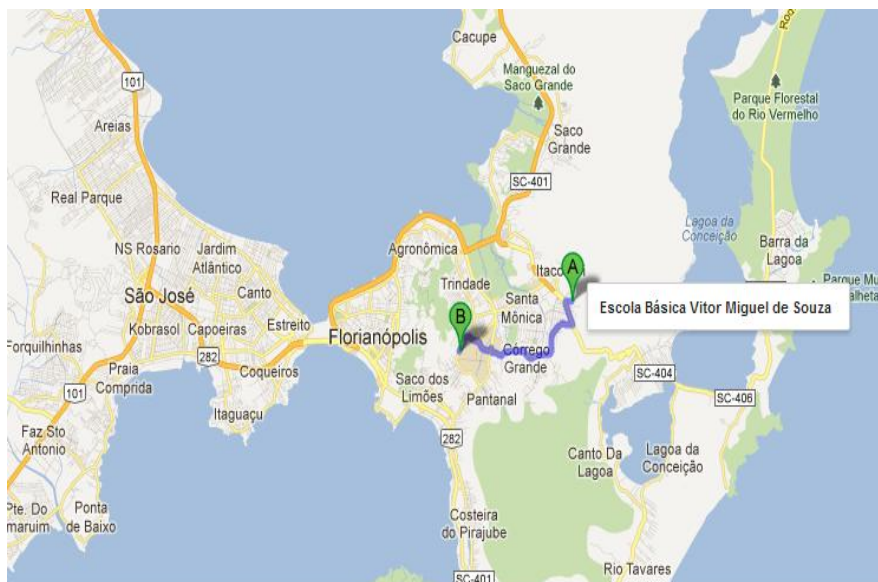 Cacupe
Manguezal do
Saco Grande
101
Parque Florestal
do Rio Vermelho
Areias
Saco
Grande
SC-401
Real Parque
Lagoa da
Conceição
NS Rosario
Jardim
Atlântico
Agronômica
Barra da
Lagoa
A
Trindade
São José
Canto
Santa
Mônica
Escola Básica Vitor Miguel de Souza
Kobrasol
Capoeiras
Estreito
Florianópolis
B
Forquilhinhas
282
Córrego
Grande
Praia
Comprida
Coqueiros
Saco dos
Limões
SC-404
101
Pantanal
SC-406
Itaguaçu
Faz Sto
Antonio
282
Canto Da
Lagoa
Lagoa da
Conceição
Pte. Do
Ponta
de Baixo
Costeira
do Pirajube
Rio Tavares
SC-401